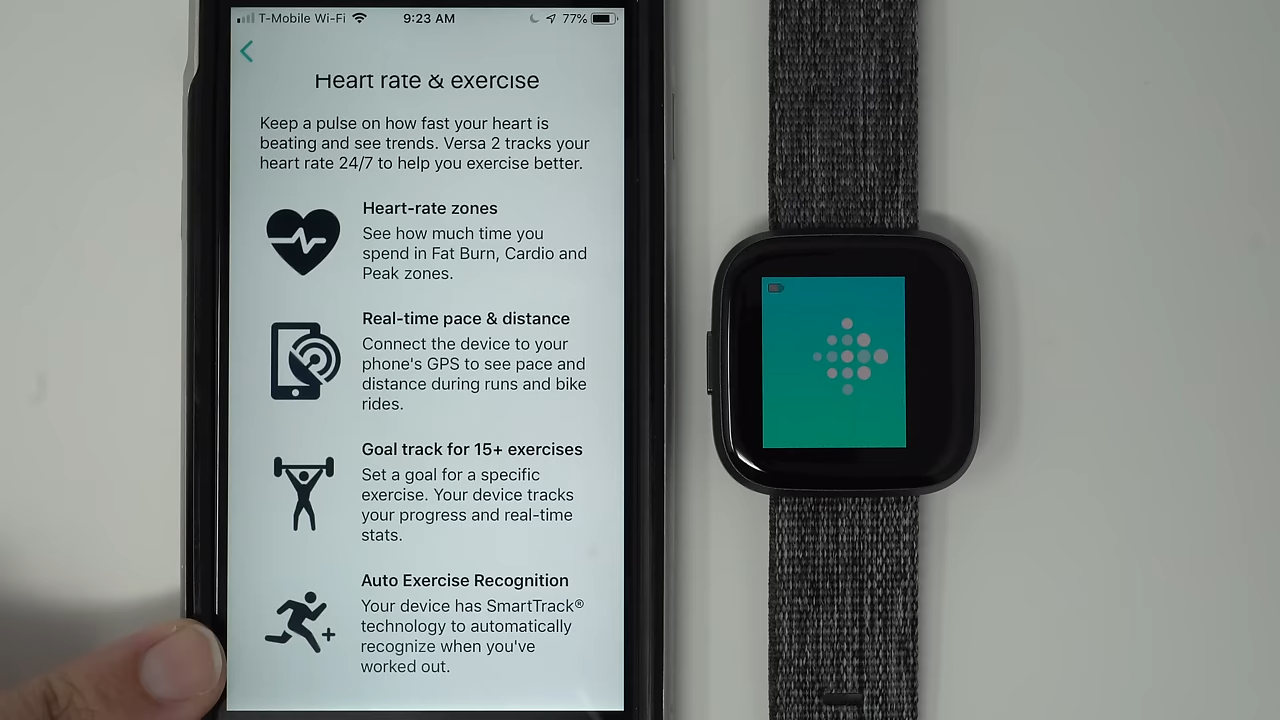 T-Mobile Wi-Fi 9:23 AM 77%
Heart rate & exercise
Keep a pulse on how fast your heart is
beating and see trends. Versa 2 tracks your
heart rate 24/7 to help you exercise better.
Heart-rate zones
See how much time you
spend in Fat Burn, Cardio and
Peak zones.
Real-time pace & distance
Connect the device to your
phone's GPS to see pace and
distance during runs and bike
rides.
Goal track for 15+ exercises
Set a goal for a specific
exercise. Your device tracks
your progress and real-time
stats.
Auto Exercise Recognition
Your device has SmartTrack®
technology to automatically
recognize when you've
worked out.